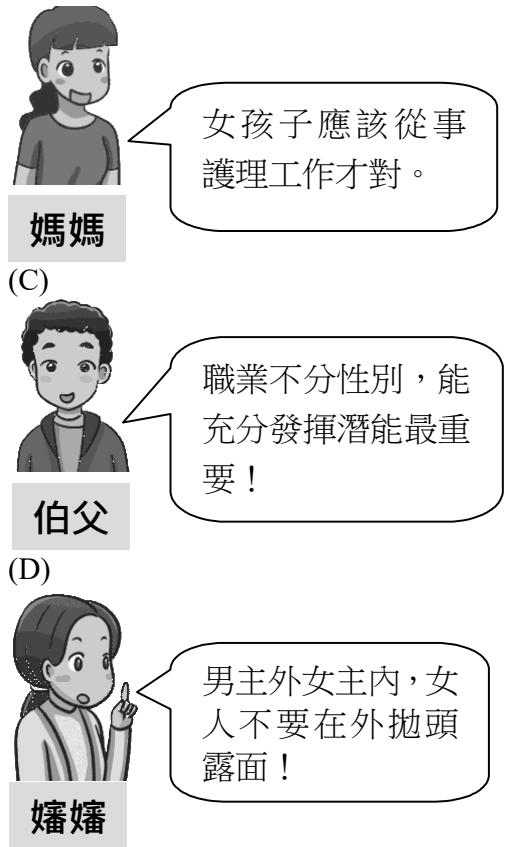 女孩子應該從事
護理工作才對。
媽媽
(C)
職業不分性別，能
充分發揮潛能最重
要！
伯父
(D)
男主外女主內，女
人不要在外拋頭
露面！
嬸嬸